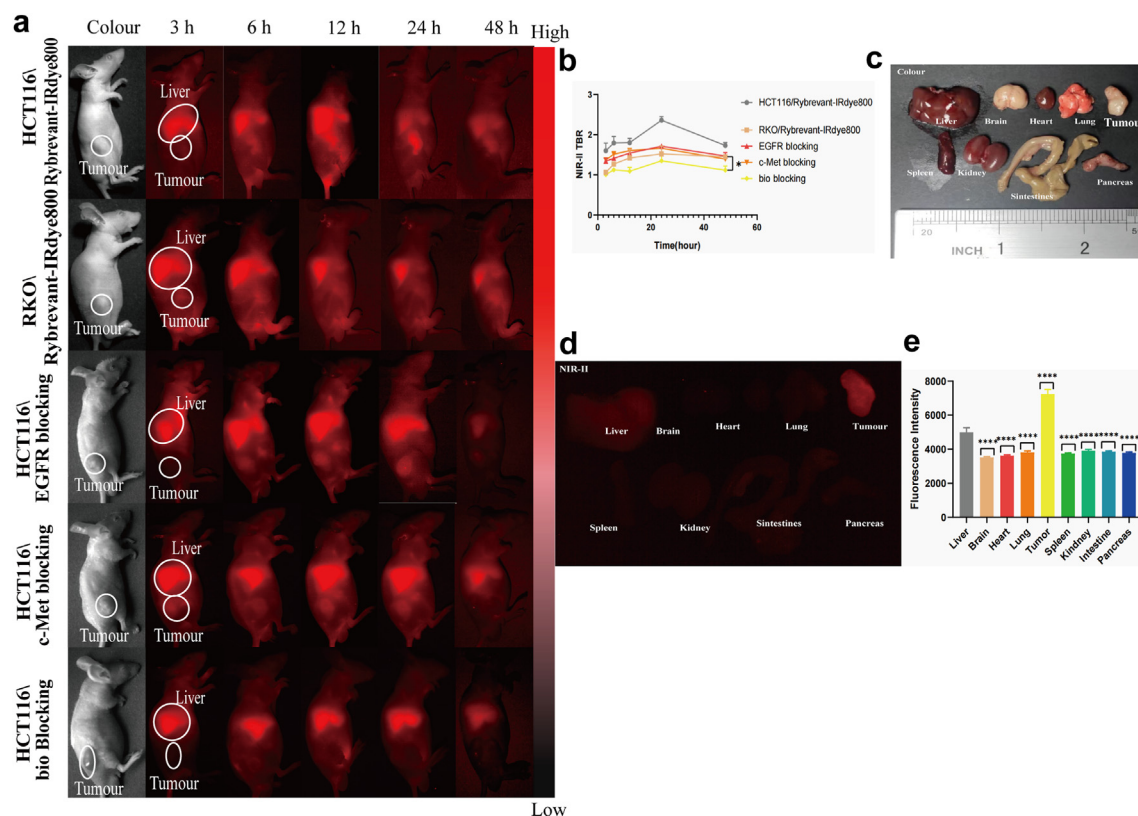 a
Colour 3 h 6 h 12 h 24 h 48 h High
HCT116\
Rybrevant-IRdye800
Liver
Tumour
Tumour
RKO\
Rybrevant-IRdye800
Liver
Tumour
Tumour
HCT116\
EGFR blocking
Liver
Tumour
Tumour
HCT116\
c-Met blocking
Liver
Tumour
Tumour
HCT116\
bio Blocking
Liver
Tumour
Tumour
Low
b
NIR-II TBR
3
2
1
0
0 20 40 60
Time(hour)
HCT116/Rybrevant-IRdye800
RKO/Rybrevant-IRdye800
EGFR blocking
c-Met blocking
bio blocking
*
c
Colour
Liver Brain Heart Lung Tumou
Spleen Kidney Sintestines Pancreas
20 5
INCH 1 2
d
NIR-II
Liver Brain Heart Lung Tumour
Spleen Kidney Sintestines Pancreas
e
Fluorescence Intensity
8000
6000
4000
2000
0
**** **** **** **** **** **** **** ****
Liver Brain Heart Lung Tumor Spleen Kindney Intestine Pancreas